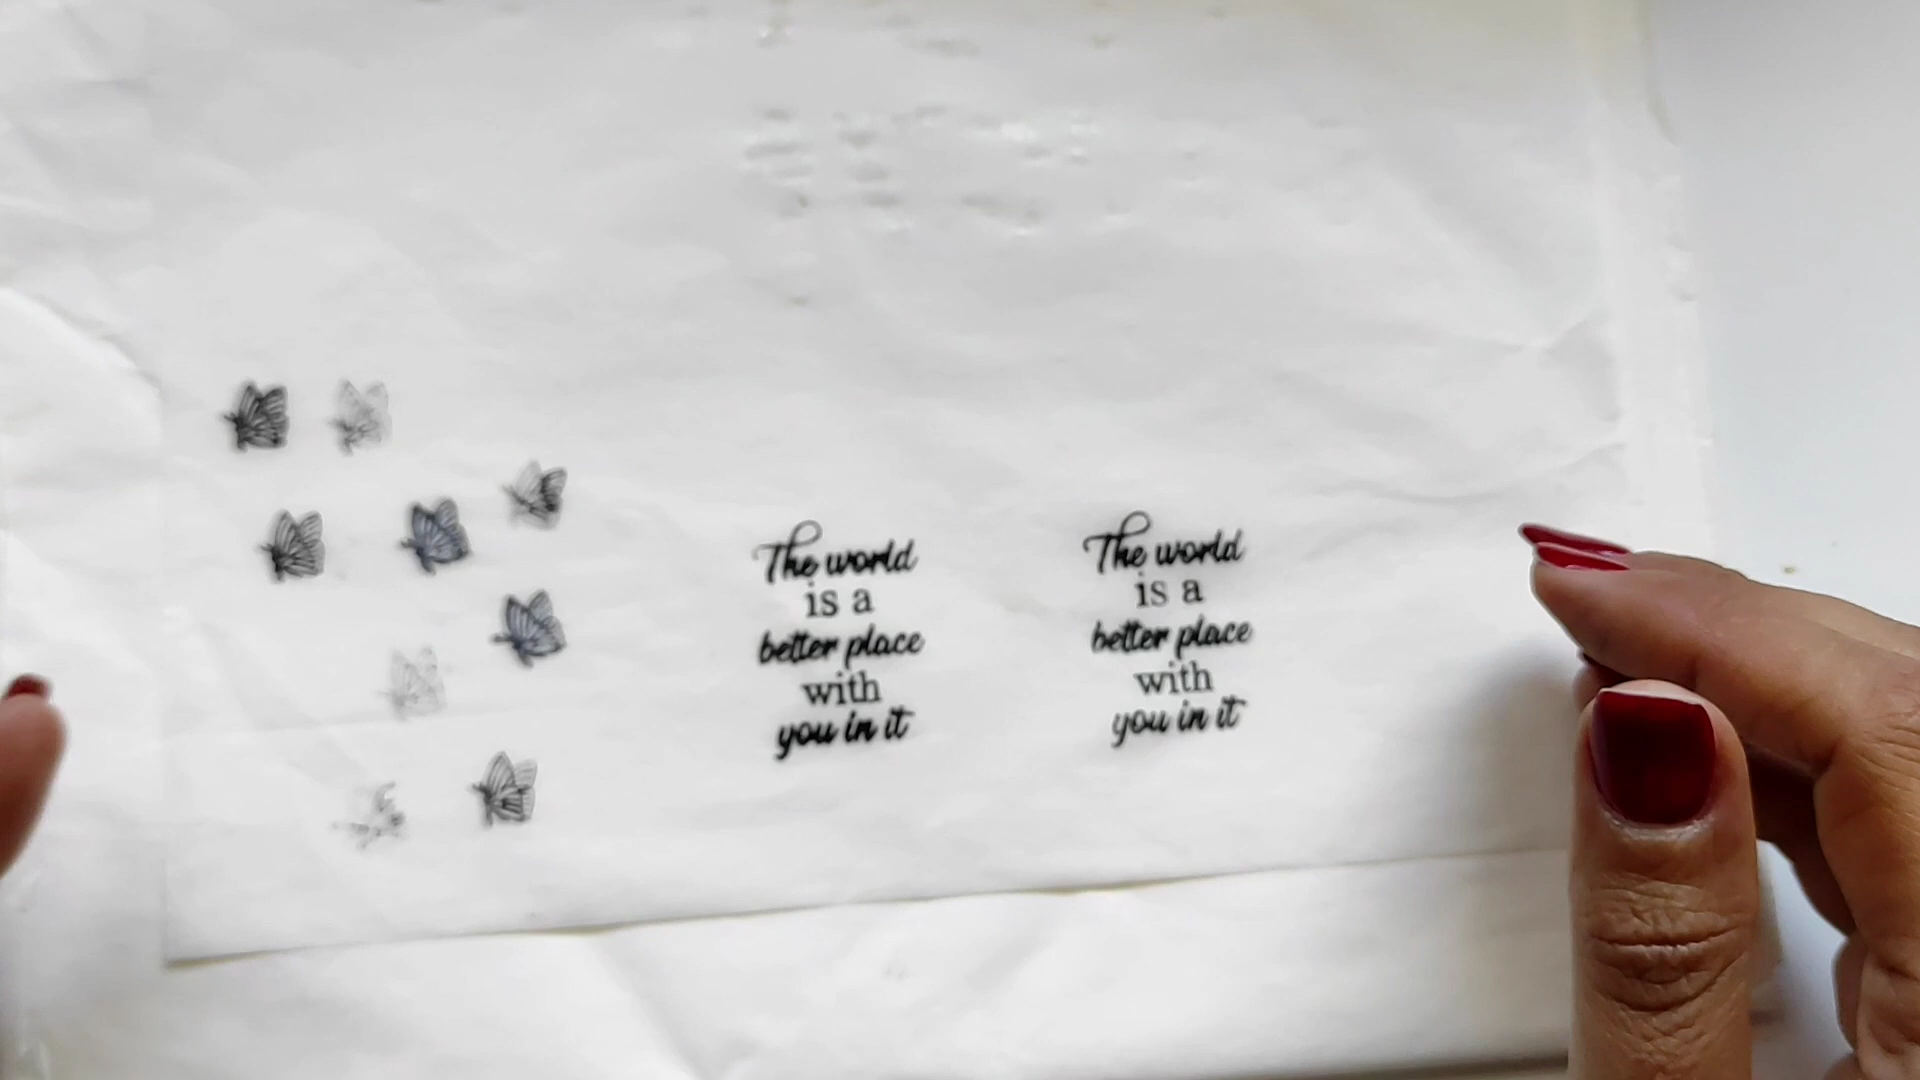 The world
is a
better place
with
you in it
The world
is a
better place
with
you in it